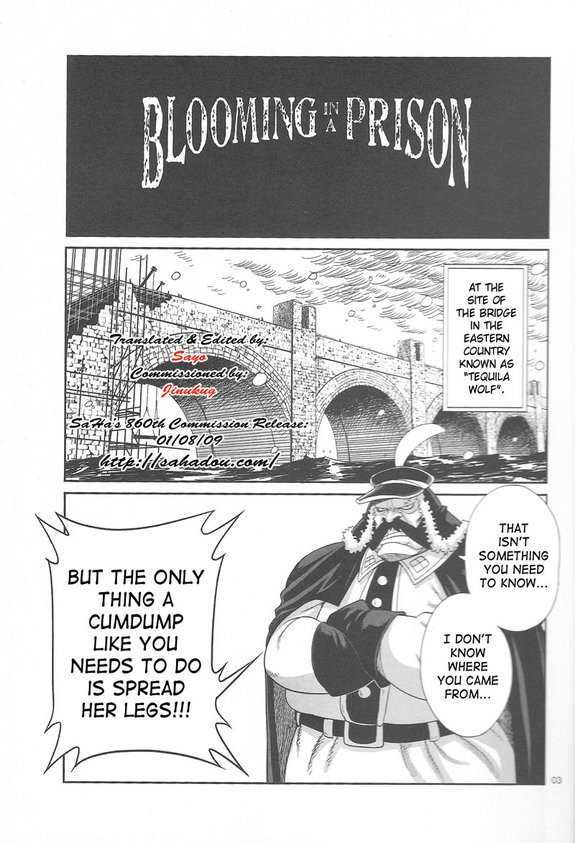 BLOOMING IN A PRISON
AT THE
SITE OF
THE BRIDGE
IN THE
EASTERN
COUNTRY
KNOWN AS
"TEQUILA
WOLF".
Translated & Edited by:
Sayo
Commissioned by:
Jinukug
SaHa's 860th Commission Release:
01/08/09
http://sahadou.com/
THAT
ISN'T
SOMETHING
YOU NEED
TO KNOW...
I DON'T
KNOW
WHERE
YOU CAME
FROM...
BUT THE ONLY
THING A
CUMDUMP
LIKE YOU
NEEDS TO DO
IS SPREAD
HER LEGS!!!
03